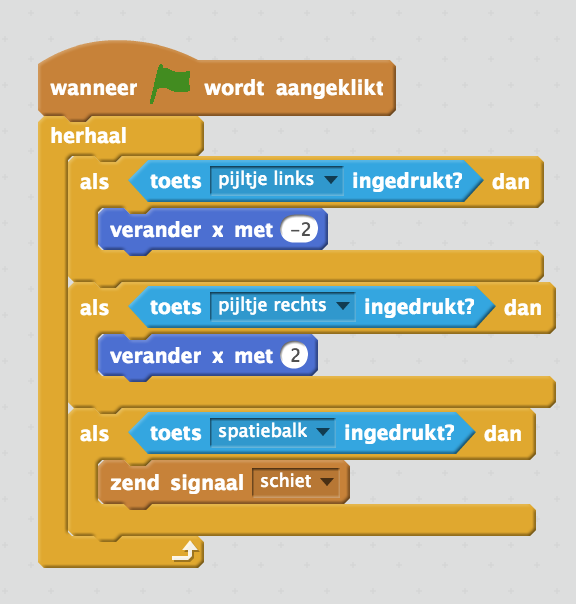 wanneer wordt aangeklikt
herhaal
als toets pijltje links ingedrukt? dan
verander x met -2
als toets pijltje rechts ingedrukt? dan
verander x met 2
als toets spatiebalk ingedrukt? dan
zend signaal schiet